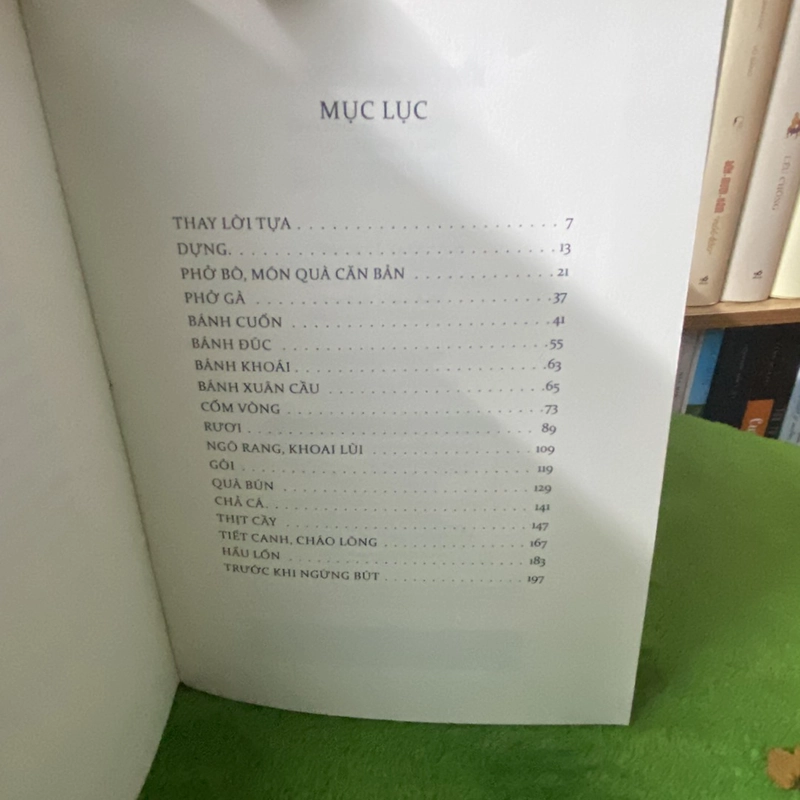 MỤC LỤC
THAY LỜI TỰA . . . . . . . . . . . . . . . . . . . . . . . 7
DỰNG. . . . . . . . . . . . . . . . . . . . . . . . . . . . 13
PHỞ BÒ, MÓN QUÀ CĂN BẢN . . . . . . . . . . . . 21
PHỞ GÀ . . . . . . . . . . . . . . . . . . . . . . . . . . 37
BÁNH CUỐN . . . . . . . . . . . . . . . . . . . . . . . 41
BÁNH ĐÚC . . . . . . . . . . . . . . . . . . . . . . . . 55
BÁNH KHOÁI . . . . . . . . . . . . . . . . . . . . . . . 63
BÁNH XUÂN CẦU . . . . . . . . . . . . . . . . . . . . 65
CỐM VÒNG . . . . . . . . . . . . . . . . . . . . . . . . 73
RƯƠI . . . . . . . . . . . . . . . . . . . . . . . . . . . . 89
NGÔ RANG, KHOAI LÙI . . . . . . . . . . . . . . . . 109
GỎI . . . . . . . . . . . . . . . . . . . . . . . . . . . . . 119
QUÀ BÚN . . . . . . . . . . . . . . . . . . . . . . . . . 129
CHẢ CÁ. . . . . . . . . . . . . . . . . . . . . . . . . . . 141
THỊT CẦY . . . . . . . . . . . . . . . . . . . . . . . . . 147
TIẾT CANH, CHÁO LÒNG . . . . . . . . . . . . . . . 167
HẨU LỐN . . . . . . . . . . . . . . . . . . . . . . . . . 183
TRƯỚC KHI NGỪNG BÚT . . . . . . . . . . . . . . . 197